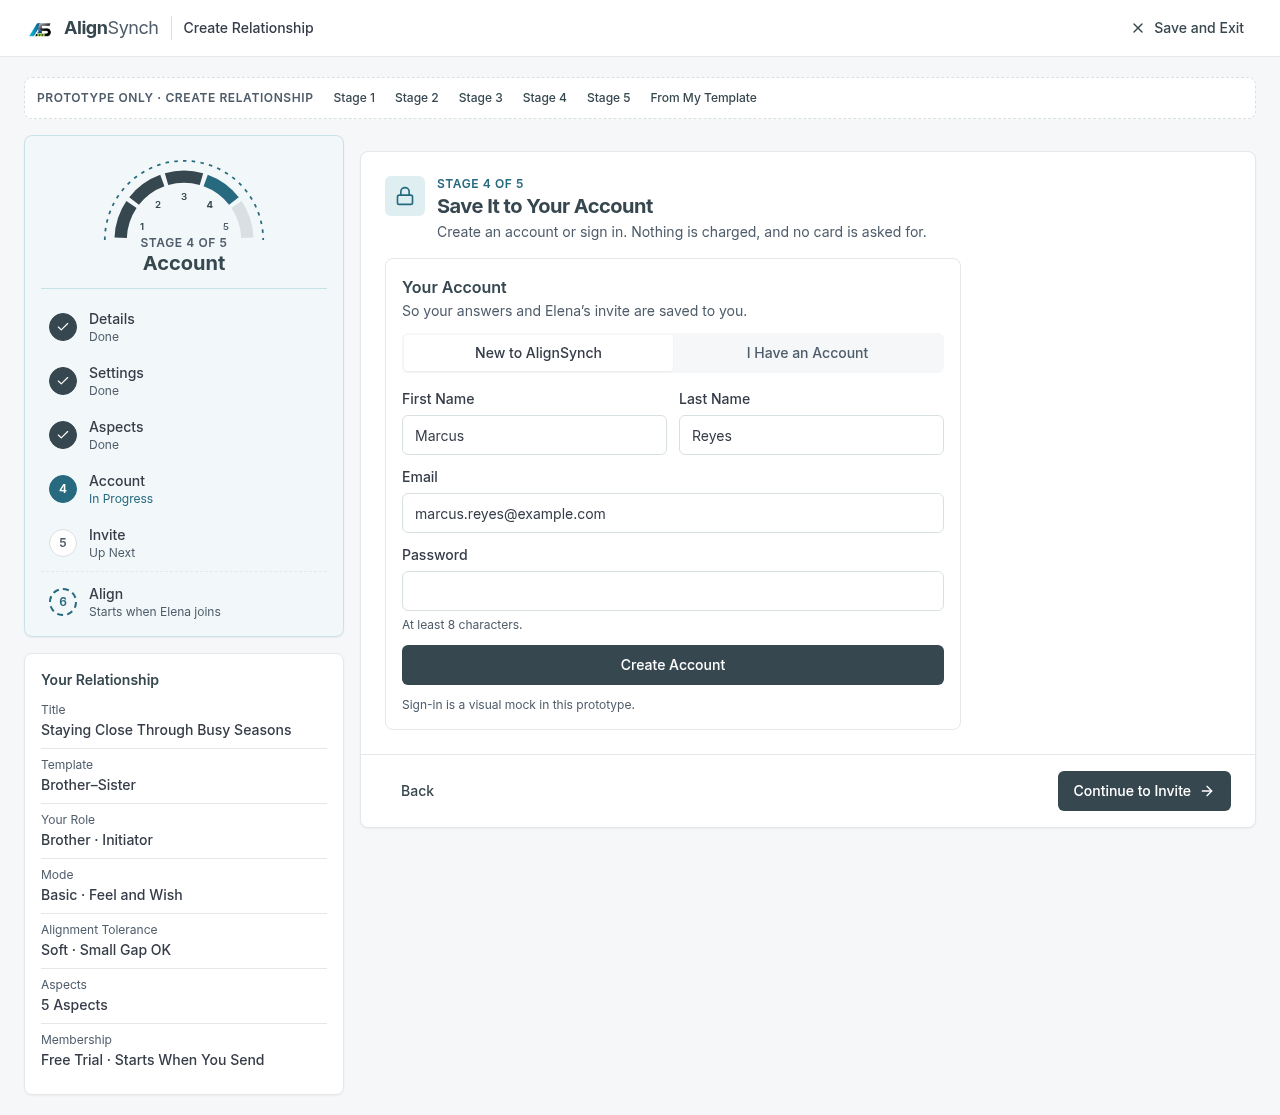 AlignSynch
Create Relationship
Save and Exit
PROTOTYPE ONLY · CREATE RELATIONSHIP
Stage 1
Stage 2
Stage 3
Stage 4
Stage 5
From My Template
1
2
3
4
5
STAGE 4 OF 5
Account
Details
Done
Settings
Done
Aspects
Done
4
Account
In Progress
5
Invite
Up Next
6
Align
Starts when Elena joins
Your Relationship
Title
Staying Close Through Busy Seasons
Template
Brother–Sister
Your Role
Brother · Initiator
Mode
Basic · Feel and Wish
Alignment Tolerance
Soft · Small Gap OK
Aspects
5 Aspects
Membership
Free Trial · Starts When You Send
STAGE 4 OF 5
Save It to Your Account
Create an account or sign in. Nothing is charged, and no card is asked for.
Your Account
So your answers and Elena’s invite are saved to you.
New to AlignSynch
I Have an Account
First Name
Last Name
Marcus
Reyes
Email
marcus.reyes@example.com
Password
At least 8 characters.
Create Account
Sign-in is a visual mock in this prototype.
Back
Continue to Invite